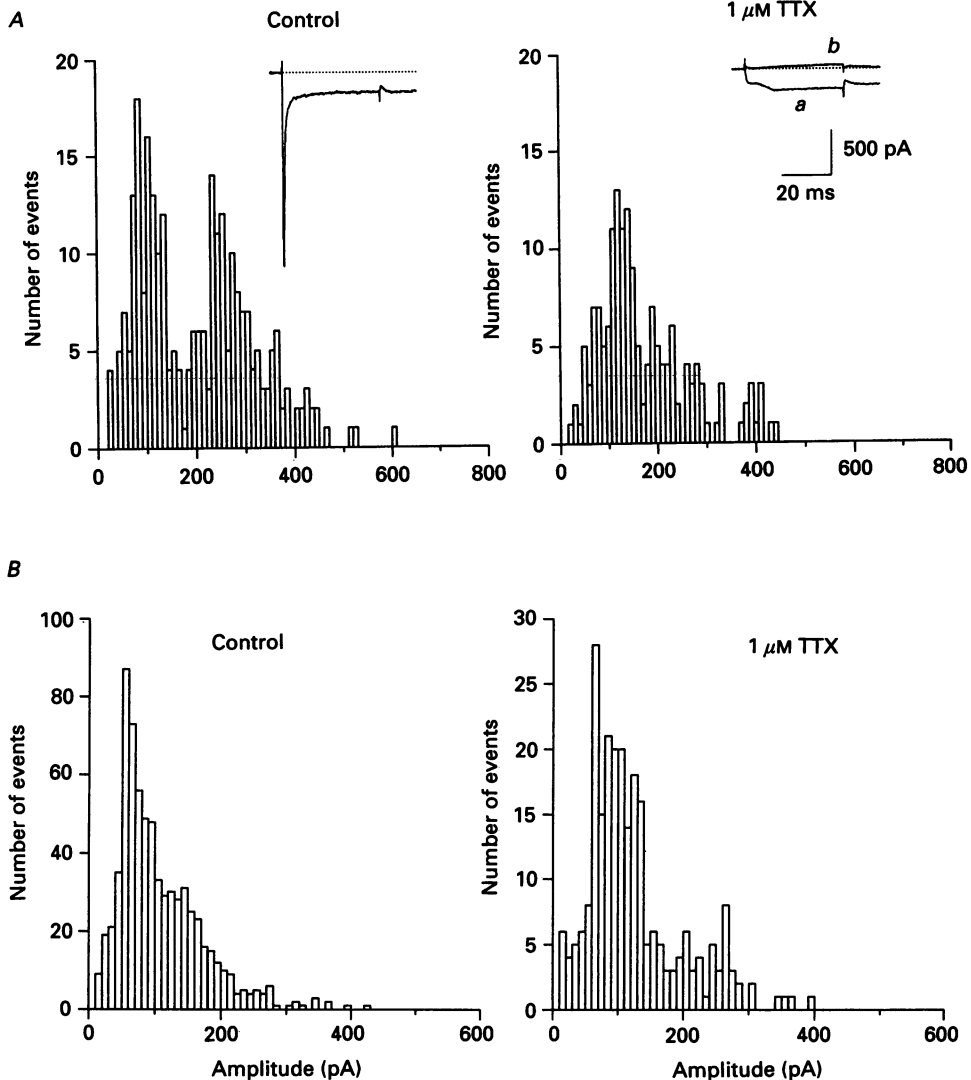 A
Control
1 μM TTX
20
15
10
5
0
Number of events
0 200 400 600 800
20
15
10
5
0
Number of events
b
a
500 pA
20 ms
0 200 400 600 800
B
Control
1 μM TTX
100
80
60
40
20
0
Number of events
0 200 400 600
Amplitude (pA)
30
25
20
15
10
5
0
Number of events
0 200 400 600
Amplitude (pA)